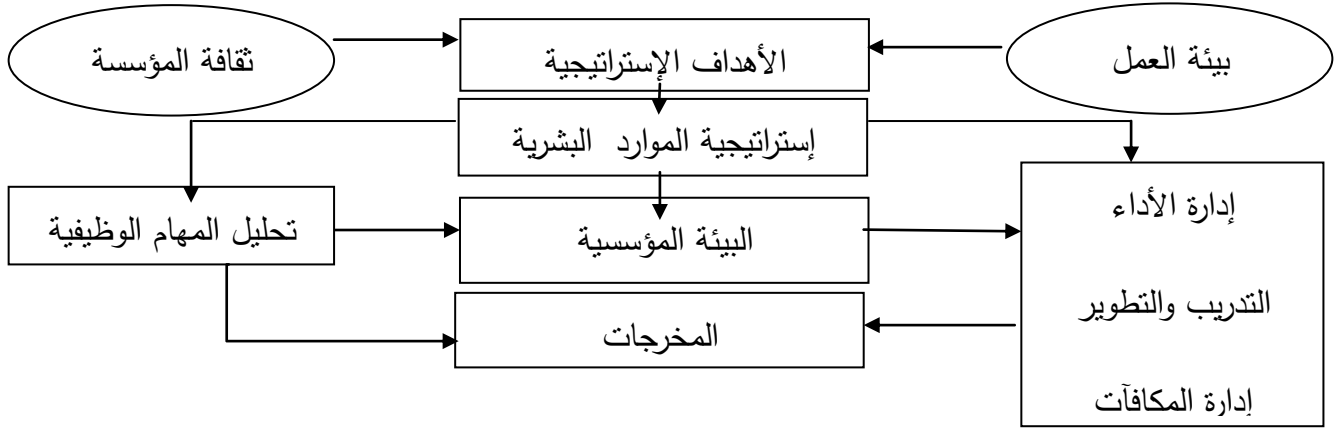 بيئة العمل
الأهداف الإستراتيجية
ثقافة المؤسسة
إستراتيجية الموارد البشرية
إدارة الأداء
التدريب والتطوير
إدارة المكافآت
البيئة المؤسسية
تحليل المهام الوظيفية
المخرجات